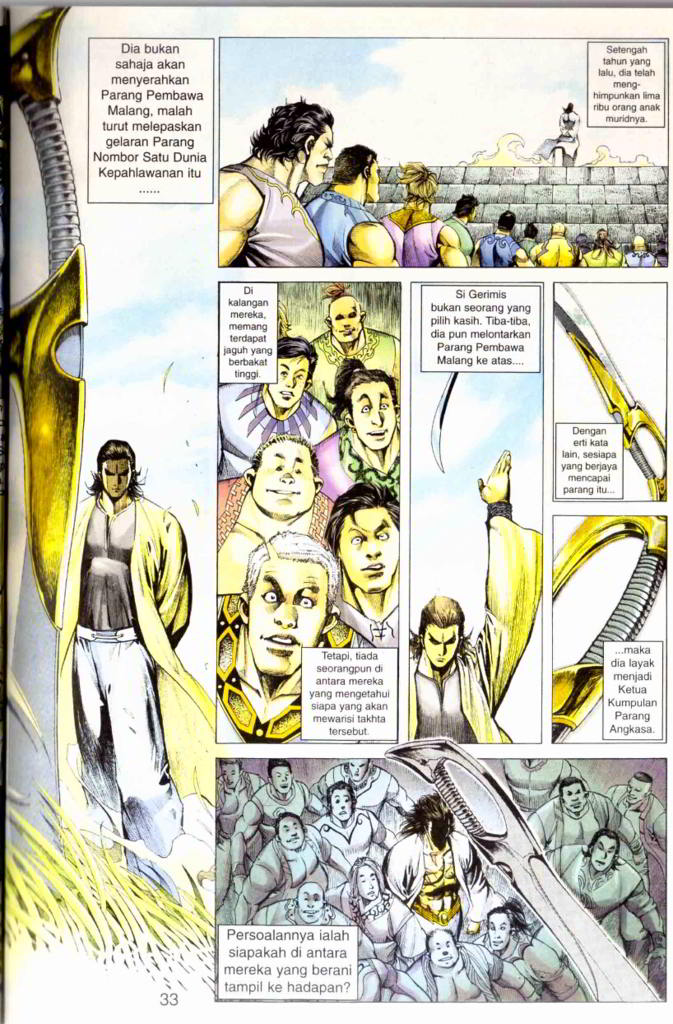 Dia bukan
sahaja akan
menyerahkan
Parang Pembawa
Malang, malah
turut melepaskan
gelaran Parang
Nombor Satu Dunia
Kepahlawanan itu
......
Setengah
tahun yang
lalu, dia telah
meng-
himpunkan lima
ribu orang anak
muridnya.
Di
kalangan
mereka,
memang
terdapat
jaguh yang
berbakat
tinggi.
Tetapi, tiada
seorangpun di
antara mereka
yang mengetahui
siapa yang akan
mewarisi takhta
tersebut.
Si Gerimis
bukan seorang yang
pilih kasih. Tiba-tiba,
dia pun melontarkan
Parang Pembawa
Malang ke atas....
Dengan
erti kata
lain, sesiapa
yang berjaya
mencapai
parang itu...
...maka
dia layak
menjadi
Ketua
Kumpulan
Parang
Angkasa.
Persoalannya ialah
siapakah di antara
mereka yang berani
tampil ke hadapan?
33